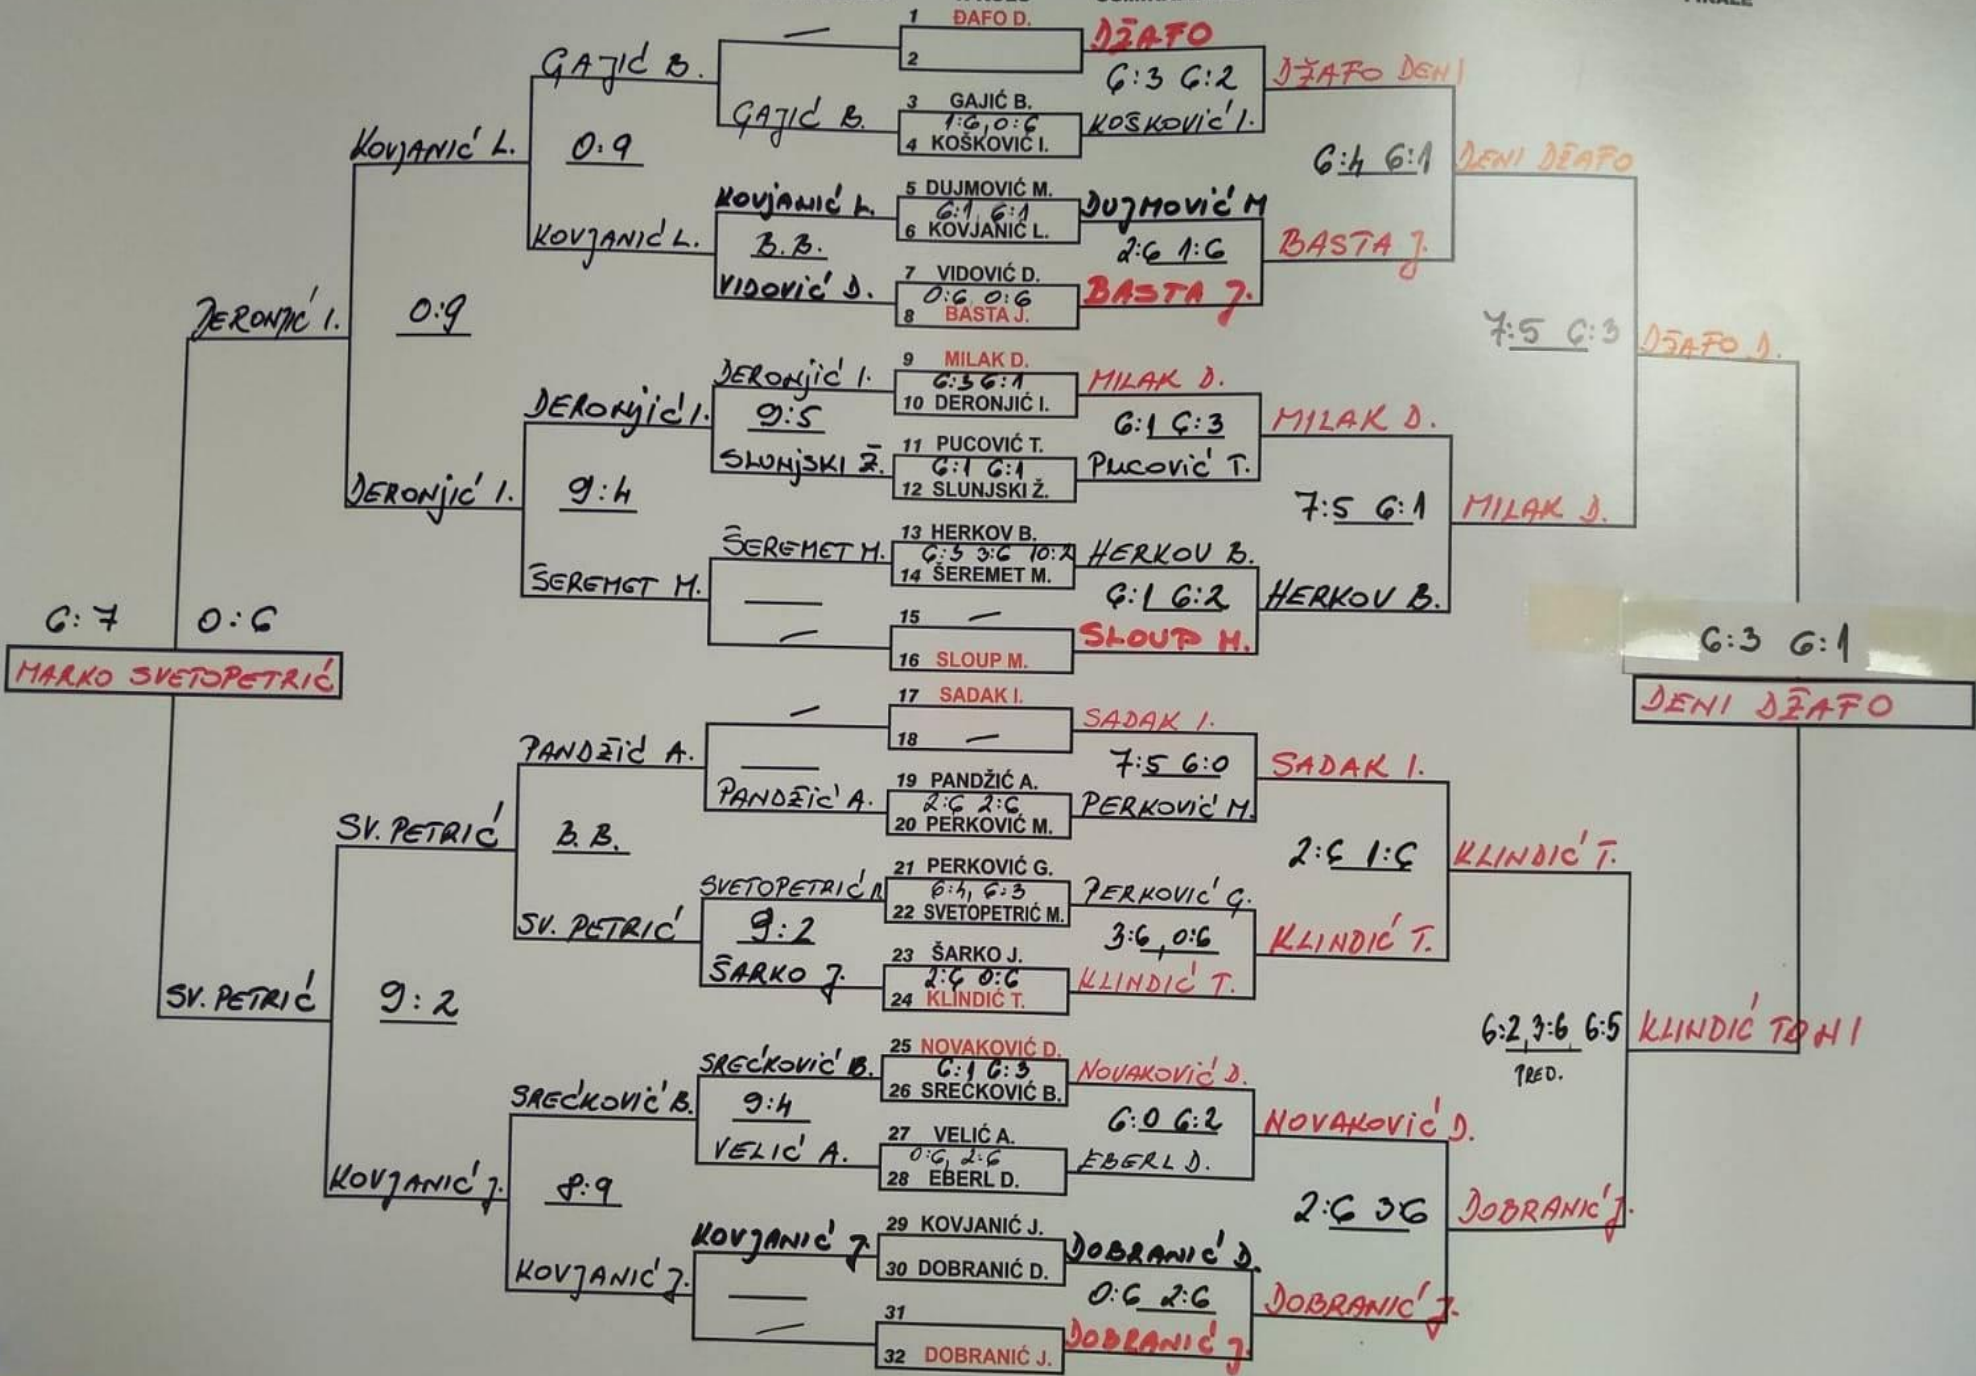 1 ĐAFO D.
2
3 GAJIĆ B.
1:6, 0:6
4 KOŠKOVIĆ I.
5 DUJMOVIĆ M.
6:1, 6:1
6 KOVJANIĆ L.
7 VIDOVIĆ D.
0:6, 0:6
8 BASTA J.
9 MILAK D.
6:3 6:1
10 DERONJIĆ I.
11 PUCOVIĆ T.
6:1 6:1
12 SLUNJSKI Ž.
13 HERKOV B.
6:3 3:6 10:2
14 ŠEREMET M.
15 —
16 SLOUP M.
17 SADAK I.
18 —
19 PANDŽIĆ A.
2:6 2:6
20 PERKOVIĆ M.
21 PERKOVIĆ G.
6:4, 6:3
22 SVETOPETRIĆ M.
23 ŠARKO J.
2:6 0:6
24 KLINDIĆ T.
25 NOVAKOVIĆ D.
6:1 6:3
26 SREĆKOVIĆ B.
27 VELIĆ A.
0:6, 2:6
28 EBERL D.
29 KOVJANIĆ J.
30 DOBRANIĆ D.
31
32 DOBRANIĆ J.
DŽAFO
6:3 6:2
KOŠKOVIĆ I.
DUJMOVIĆ M
2:6 1:6
BASTA J.
MILAK D.
6:1 6:3
PUCOVIĆ T.
HERKOV B.
6:1 6:2
SLOUP M.
SADAK I.
7:5 6:0
PERKOVIĆ M.
PERKOVIĆ G.
3:6, 0:6
KLINDIĆ T.
NOVAKOVIĆ D.
6:0 6:2
EBERL D.
DOBRANIĆ D.
0:6 2:6
DOBRANIĆ J.
DŽAFO DENI
6:4 6:1
BASTA J.
MILAK D.
7:5 6:1
HERKOV B.
SADAK I.
2:6 1:6
KLINDIĆ T.
NOVAKOVIĆ D.
2:6 3:6
DOBRANIĆ J.
DENI DŽAFO
7:5 6:3
MILAK D.
KLINDIĆ T.
6:2, 3:6, 6:5
PRED.
DOBRANIĆ J.
DŽAFO D.
6:3 6:1
DENI DŽAFO
KLINDIĆ TONI
—
GAJIĆ B.
KOVJANIĆ L.
B.B.
VIDOVIĆ D.
DERONJIĆ I.
9:5
SLUNJSKI Ž.
ŠEREMET M.
—
—
—
—
PANDŽIĆ A.
SVETOPETRIĆ
9:2
ŠARKO J.
SREĆKOVIĆ B.
9:4
VELIĆ A.
KOVJANIĆ J.
—
—
GAJIĆ B.
0:9
KOVJANIĆ L.
DERONJIĆ I.
9:4
ŠEREMET M.
PANDŽIĆ A.
B.B.
SV. PETRIĆ
SREĆKOVIĆ B.
8:9
KOVJANIĆ J.
KOVJANIĆ L.
0:9
DERONJIĆ I.
SV. PETRIĆ
9:2
KOVJANIĆ J.
DERONJIĆ I.
6:7 0:6
MARKO SVETOPETRIĆ
SV. PETRIĆ